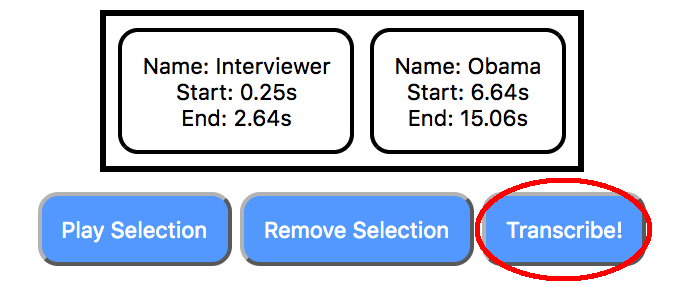 Name: Interviewer
Start: 0.25s
End: 2.64s
Name: Obama
Start: 6.64s
End: 15.06s
Play Selection
Remove Selection
Transcribe!